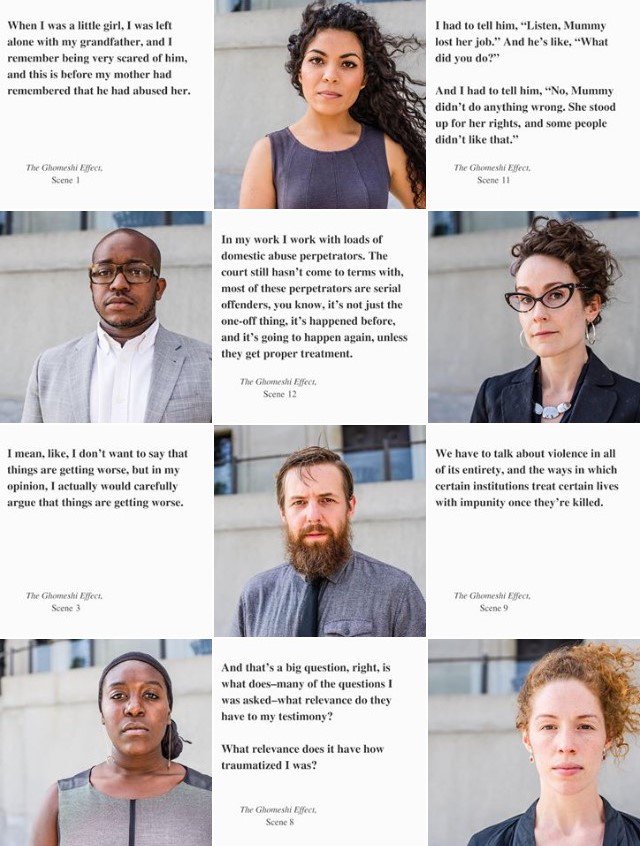 When I was a little girl, I was left
alone with my grandfather, and I
remember being very scared of him,
and this is before my mother had
remembered that he had abused her.
The Ghomeshi Effect,
Scene 1
I had to tell him, “Listen, Mummy
lost her job.” And he’s like, “What
did you do?”
And I had to tell him, “No, Mummy
didn’t do anything wrong. She stood
up for her rights, and some people
didn’t like that.”
The Ghomeshi Effect,
Scene 11
In my work I work with loads of
domestic abuse perpetrators. The
court still hasn’t come to terms with,
most of these perpetrators are serial
offenders, you know, it’s not just the
one-off thing, it’s happened before,
and it’s going to happen again, unless
they get proper treatment.
The Ghomeshi Effect,
Scene 12
I mean, like, I don’t want to say that
things are getting worse, but in my
opinion, I actually would carefully
argue that things are getting worse.
The Ghomeshi Effect,
Scene 3
We have to talk about violence in all
of its entirety, and the ways in which
certain institutions treat certain lives
with impunity once they’re killed.
The Ghomeshi Effect,
Scene 9
And that’s a big question, right, is
what does–many of the questions I
was asked–what relevance do they
have to my testimony?
What relevance does it have how
traumatized I was?
The Ghomeshi Effect,
Scene 8